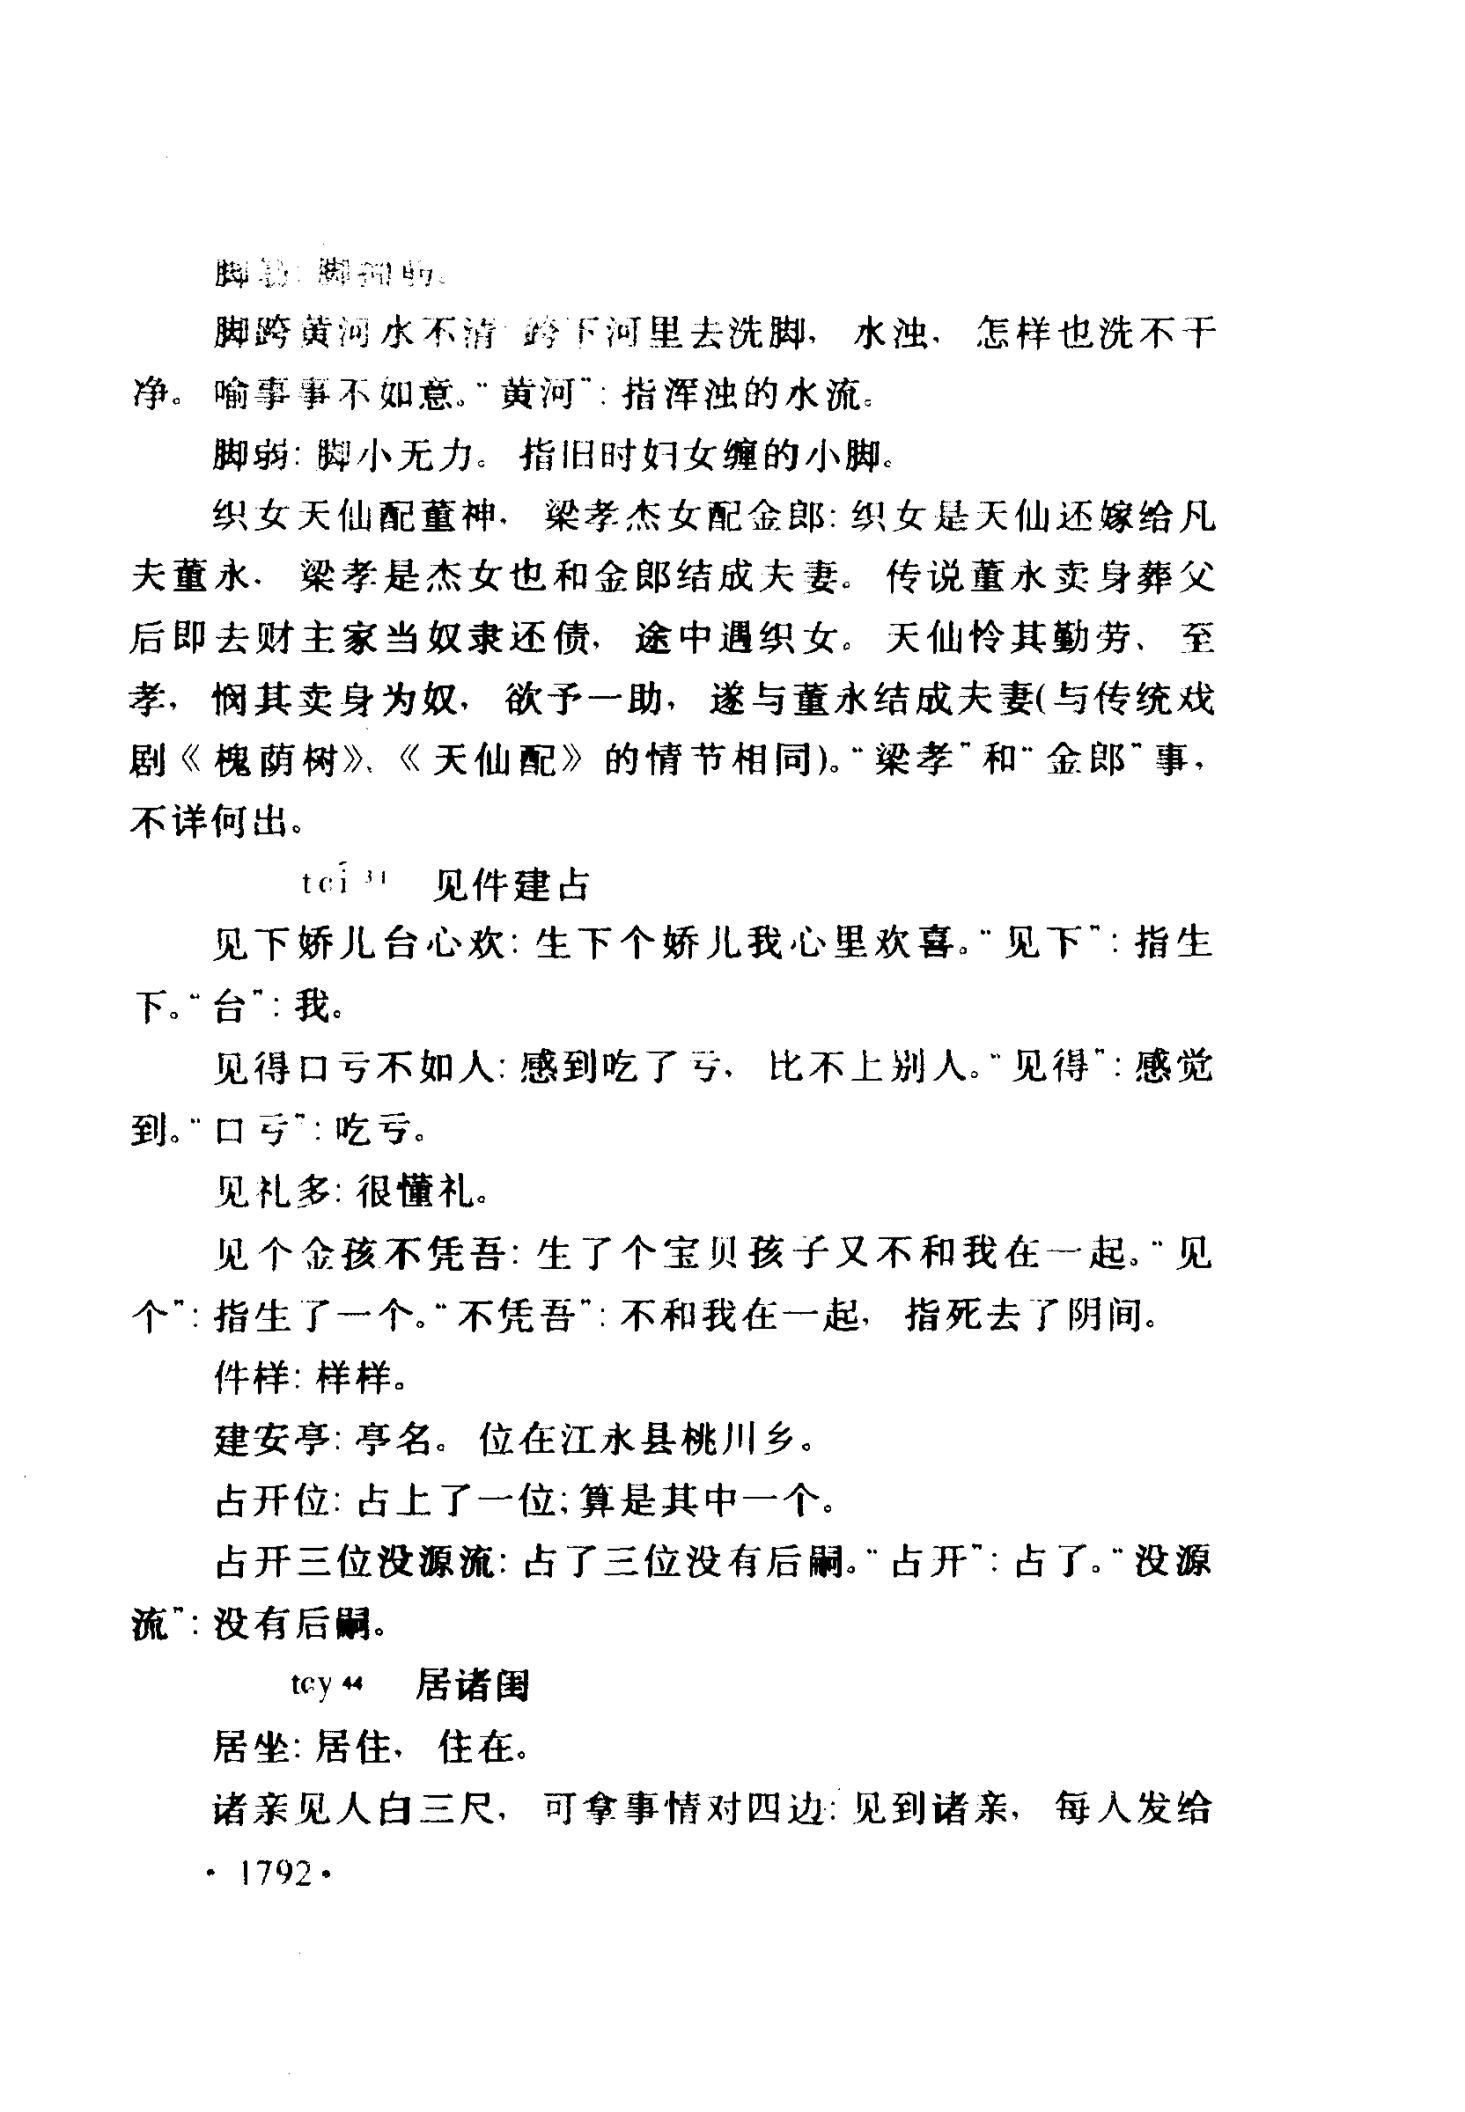 脚跨黄河水不清 跨下河里去洗脚，水浊，怎样也洗不干
净。喻事事不如意。“黄河”：指浑浊的水流。
脚弱：脚小无力。指旧时妇女缠的小脚。
织女天仙配董神，梁孝杰女配金郎：织女是天仙还嫁给凡
夫董永，梁孝是杰女也和金郎结成夫妻。传说董永卖身葬父
后即去财主家当奴隶还债，途中遇织女。天仙怜其勤劳、至
孝，悯其卖身为奴，欲予一助，遂与董永结成夫妻(与传统戏
剧《槐荫树》、《天仙配》的情节相同)。“梁孝”和“金郎”事，
不详何出。
见件建占
见下娇儿台心欢：生下个娇儿我心里欢喜。“见下”：指生
下。“台”：我。
见得口亏不如人：感到吃了亏，比不上别人。“见得”：感觉
到。“口亏”：吃亏。
见礼多：很懂礼。
见个金孩不凭吾：生了个宝贝孩子又不和我在一起。“见
个”：指生了一个。“不凭吾”：不和我在一起，指死去了阴间。
件样：样样。
建安亭：亭名。位在江永县桃川乡。
占开位：占上了一位；算是其中一个。
占开三位没源流：占了三位没有后嗣。“占开”：占了。“没源
流”：没有后嗣。
tɕy 44 居诸闺
居坐：居住，住在。
诸亲见人白三尺，可拿事情对四边：见到诸亲，每人发给
·1792·